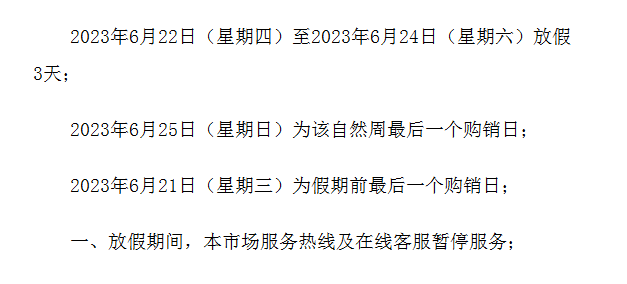 2023年6月22日（星期四）至2023年6月24日（星期六）放假
3天；
2023年6月25日（星期日）为该自然周最后一个购销日；
2023年6月21日（星期三）为假期前最后一个购销日；
一、放假期间，本市场服务热线及在线客服暂停服务；